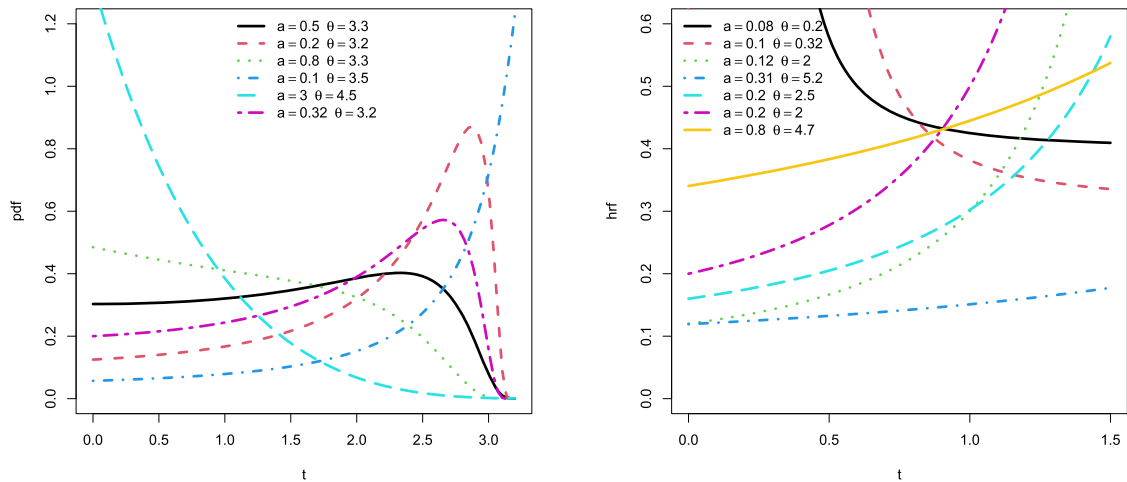 a = 0.5 θ = 3.3
a = 0.2 θ = 3.2
a = 0.8 θ = 3.3
a = 0.1 θ = 3.5
a = 3 θ = 4.5
a = 0.32 θ = 3.2
pdf
1.2
1.0
0.8
0.6
0.4
0.2
0.0
0.0 0.5 1.0 1.5 2.0 2.5 3.0
t
a = 0.08 θ = 0.2
a = 0.1 θ = 0.32
a = 0.12 θ = 2
a = 0.31 θ = 5.2
a = 0.2 θ = 2.5
a = 0.2 θ = 2
a = 0.8 θ = 4.7
hrf
0.6
0.5
0.4
0.3
0.2
0.1
0.0
0.0 0.5 1.0 1.5
t